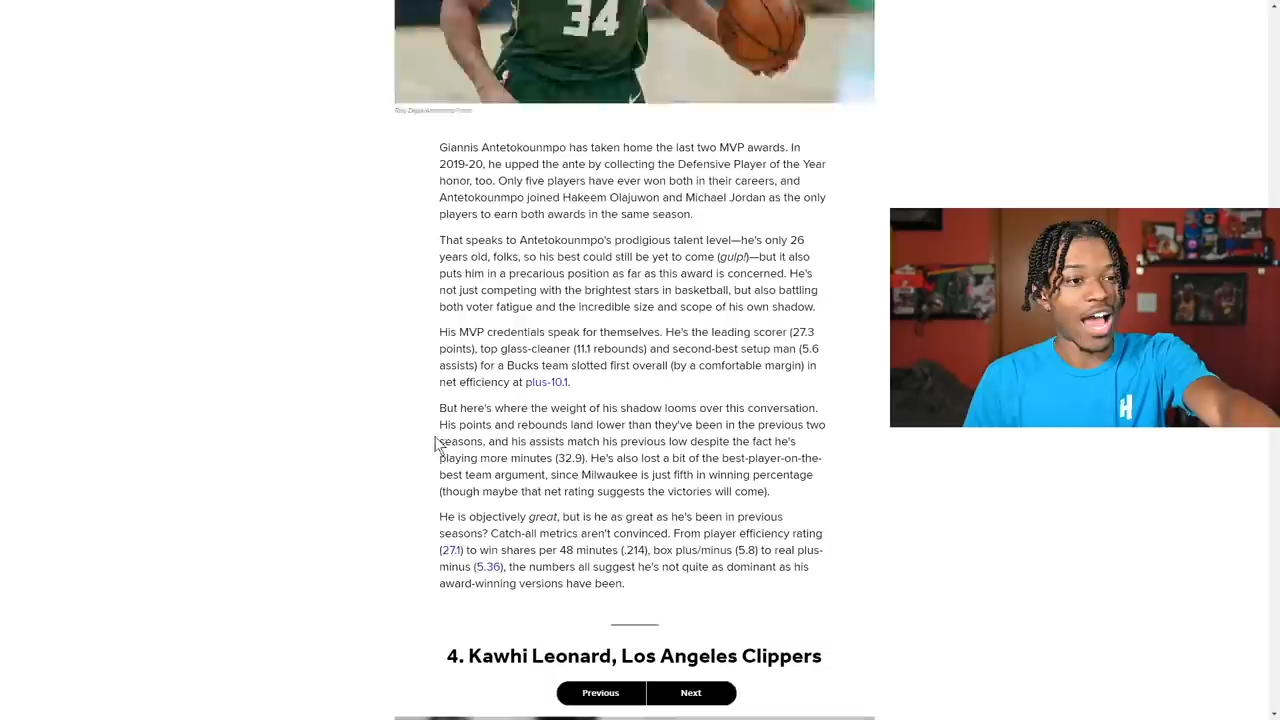 34
Giannis Antetokounmpo has taken home the last two MVP awards. In
2019-20, he upped the ante by collecting the Defensive Player of the Year
honor, too. Only five players have ever won both in their careers, and
Antetokounmpo joined Hakeem Olajuwon and Michael Jordan as the only
players to earn both awards in the same season.
That speaks to Antetokounmpo's prodigious talent level—he's only 26
years old, folks, so his best could still be yet to come (gulp!)—but it also
puts him in a precarious position as far as this award is concerned. He's
not just competing with the brightest stars in basketball, but also battling
both voter fatigue and the incredible size and scope of his own shadow.
His MVP credentials speak for themselves. He's the leading scorer (27.3
points), top glass-cleaner (11.1 rebounds) and second-best setup man (5.6
assists) for a Bucks team slotted first overall (by a comfortable margin) in
net efficiency at plus-10.1.
But here's where the weight of his shadow looms over this conversation.
His points and rebounds land lower than they've been in the previous two
seasons, and his assists match his previous low despite the fact he's
playing more minutes (32.9). He's also lost a bit of the best-player-on-the-
best team argument, since Milwaukee is just fifth in winning percentage
(though maybe that net rating suggests the victories will come).
He is objectively great, but is he as great as he's been in previous
seasons? Catch-all metrics aren't convinced. From player efficiency rating
(27.1) to win shares per 48 minutes (.214), box plus/minus (5.8) to real plus-
minus (5.36), the numbers all suggest he's not quite as dominant as his
award-winning versions have been.
4. Kawhi Leonard, Los Angeles Clippers
Previous
Next
H